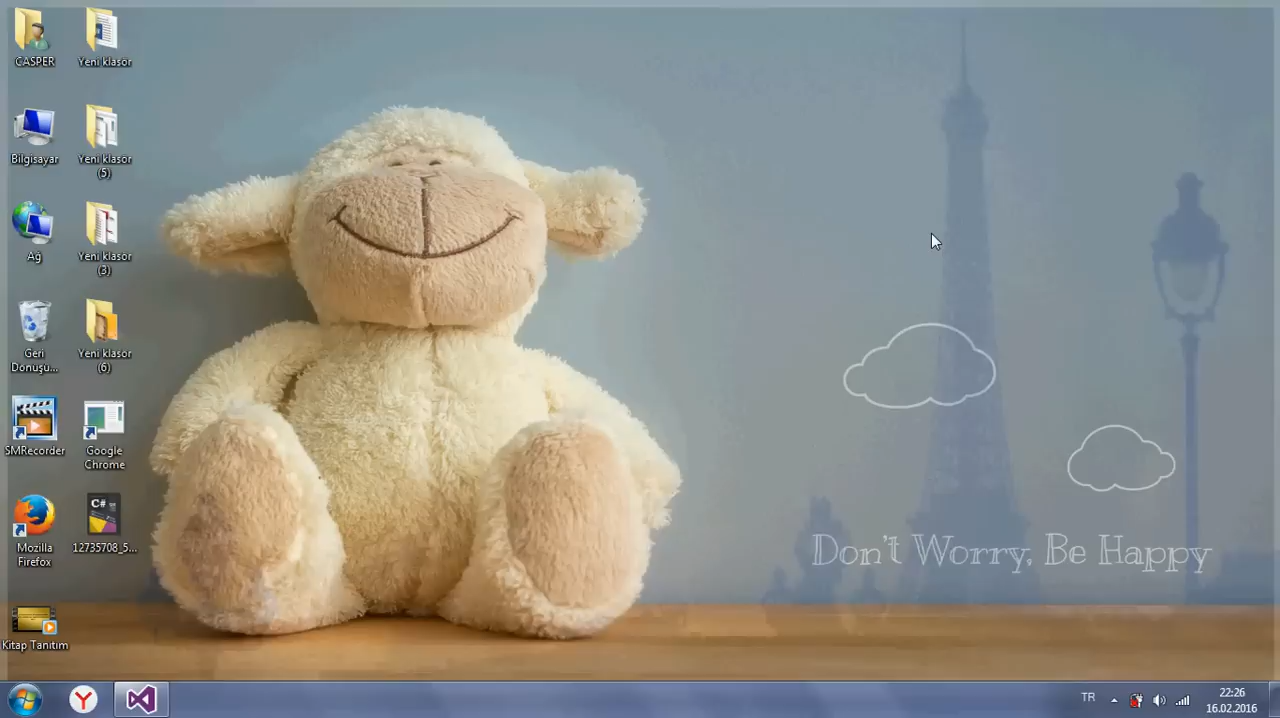 CASPER
Yeni klasör
Bilgisayar
Yeni klasör
(5)
Ağ
Yeni klasör
(3)
Geri
Dönüşü...
Yeni klasör
(6)
SMRecorder
Google
Chrome
Mozilla
Firefox
C#
12735708_5...
Kitap Tanıtım
Don't Worry, Be Happy
TR
22:26
16.02.2016